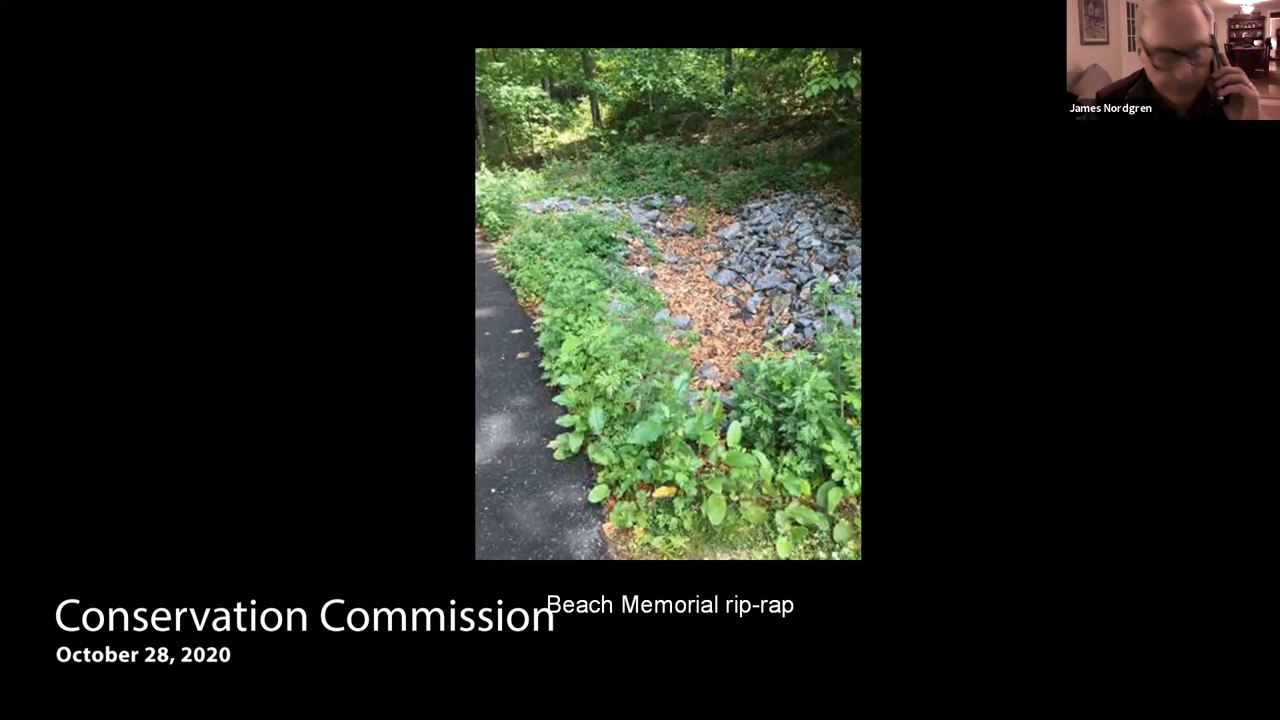 James Nordgren
Beach Memorial rip-rap
Conservation Commission
October 28, 2020